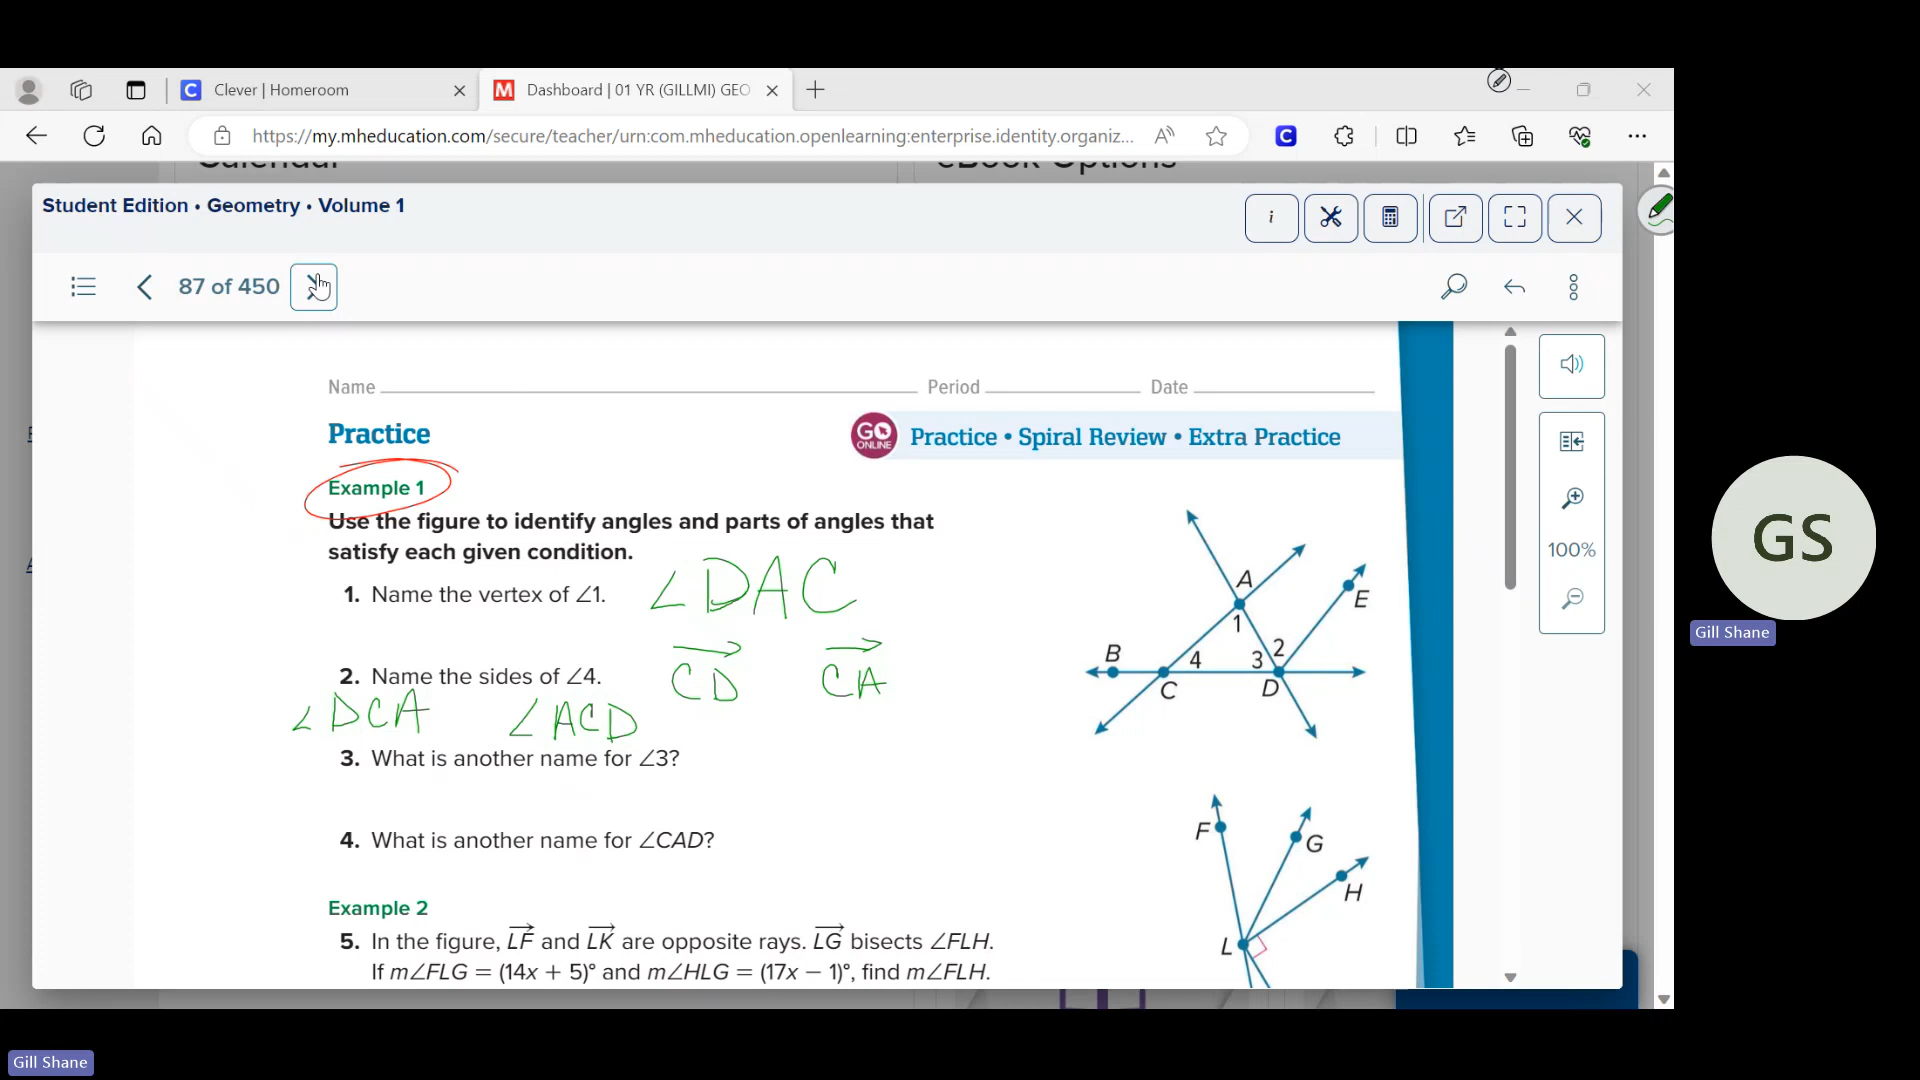 Clever | Homeroom
Dashboard | 01 YR (GILLMI) GEO
https://my.mheducation.com/secure/teacher/urn:com.mheducation.openlearning:enterprise.identity.organiz...
Calendar
eBook Options
Student Edition • Geometry • Volume 1
i
87 of 450
Name
Period
Date
Practice
GO ONLINE
Practice • Spiral Review • Extra Practice
Example 1
Use the figure to identify angles and parts of angles that
satisfy each given condition.
1. Name the vertex of ∠1.
∠DAC
2. Name the sides of ∠4.
CD CA
∠DCA ∠ACD
3. What is another name for ∠3?
4. What is another name for ∠CAD?
A
E
1
B
4
3
2
C
D
Example 2
5. In the figure, LF and LK are opposite rays. LG bisects ∠FLH.
If m∠FLG = (14x + 5)° and m∠HLG = (17x − 1)°, find m∠FLH.
F
G
H
L
100%
GS
Gill Shane
Gill Shane